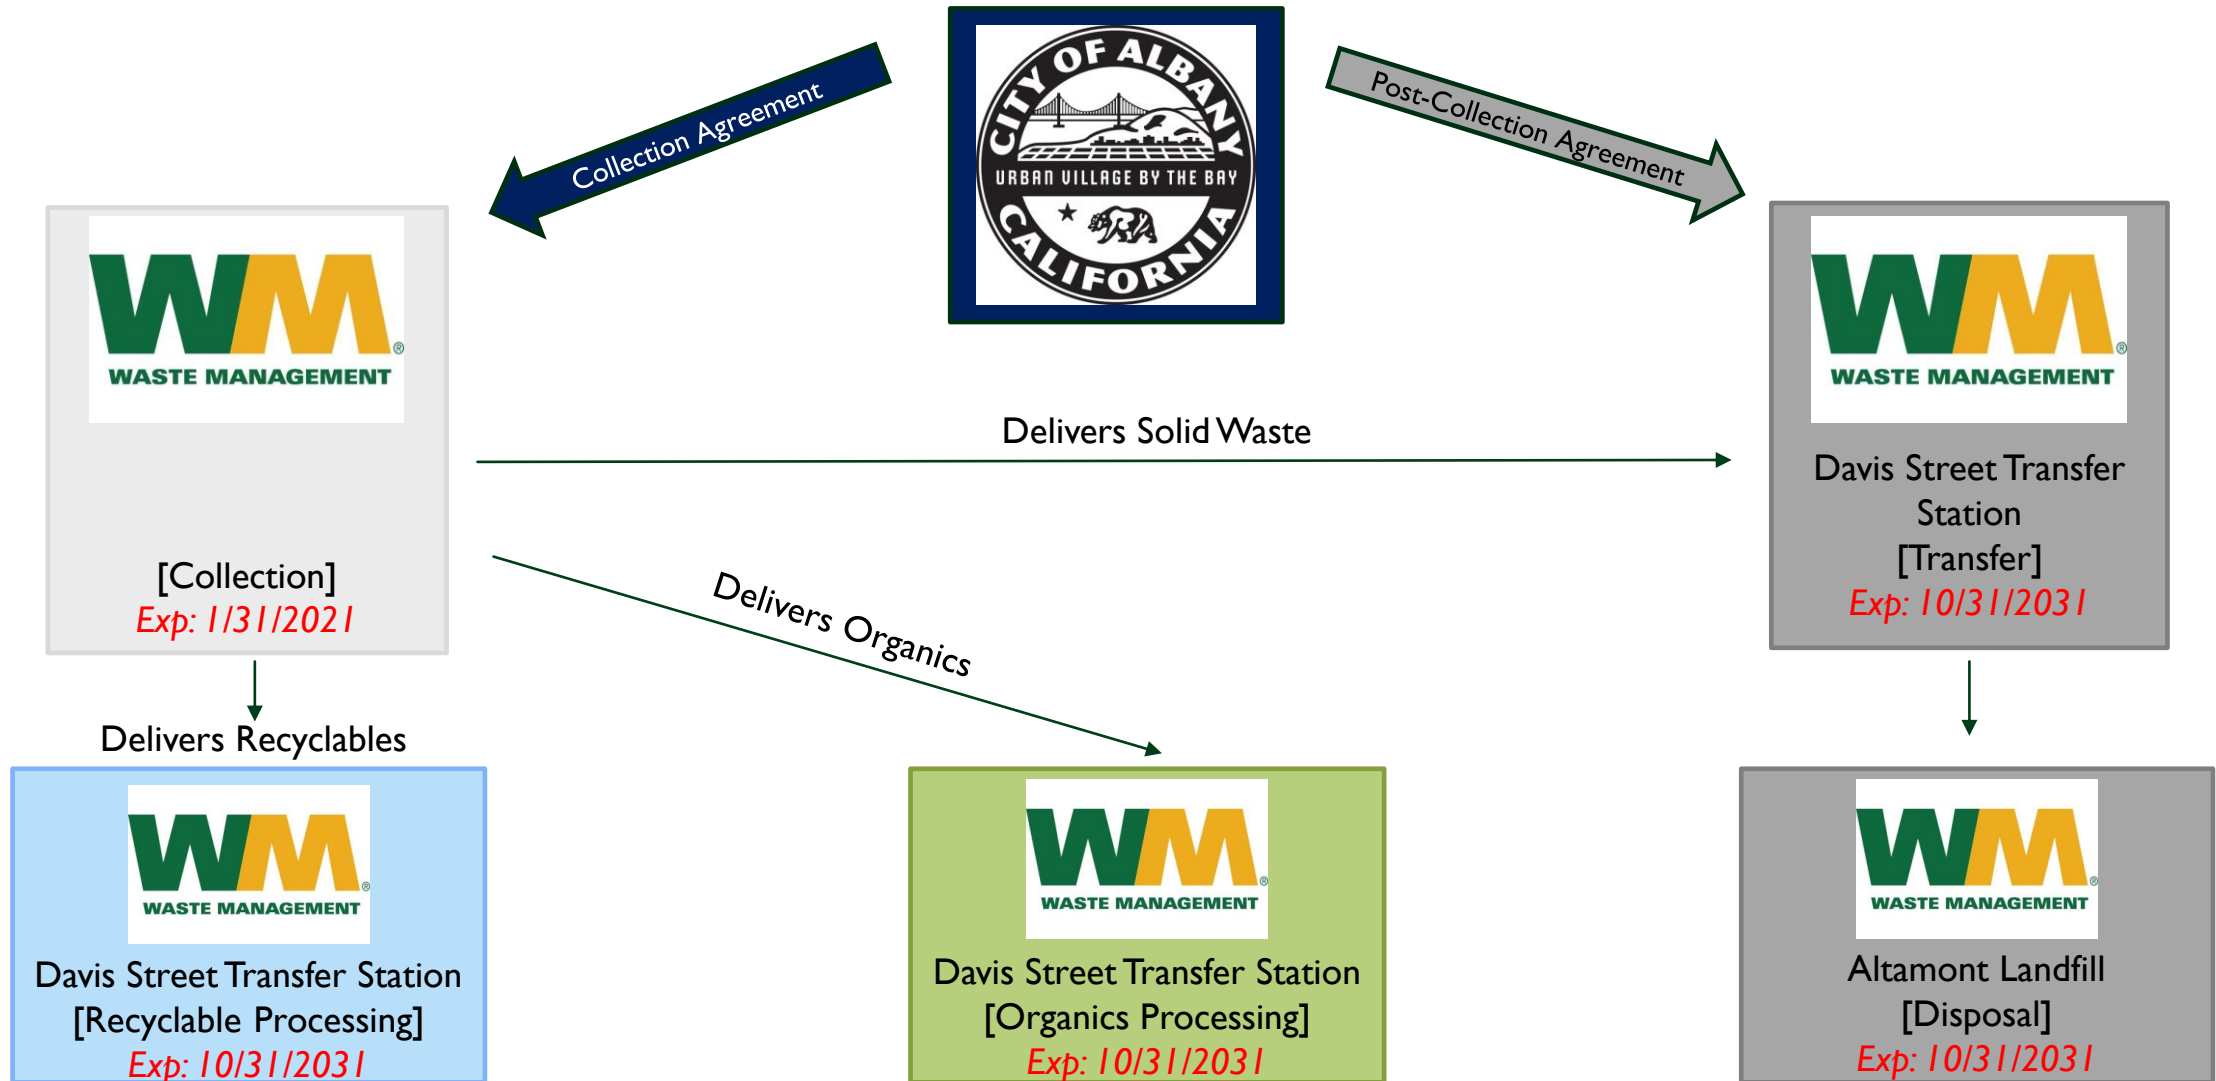 CITY OF ALBANY
URBAN VILLAGE BY THE BAY
CALIFORNIA
Collection Agreement
Post-Collection Agreement
WM
®
WASTE MANAGEMENT
[Collection]
Exp: 1/31/2021
WM
®
WASTE MANAGEMENT
Davis Street Transfer
Station
[Transfer]
Exp: 10/31/2031
Delivers Solid Waste
Delivers Organics
Delivers Recyclables
WM
®
WASTE MANAGEMENT
Davis Street Transfer Station
[Recyclable Processing]
Exp: 10/31/2031
WM
®
WASTE MANAGEMENT
Davis Street Transfer Station
[Organics Processing]
Exp: 10/31/2031
WM
®
WASTE MANAGEMENT
Altamont Landfill
[Disposal]
Exp: 10/31/2031